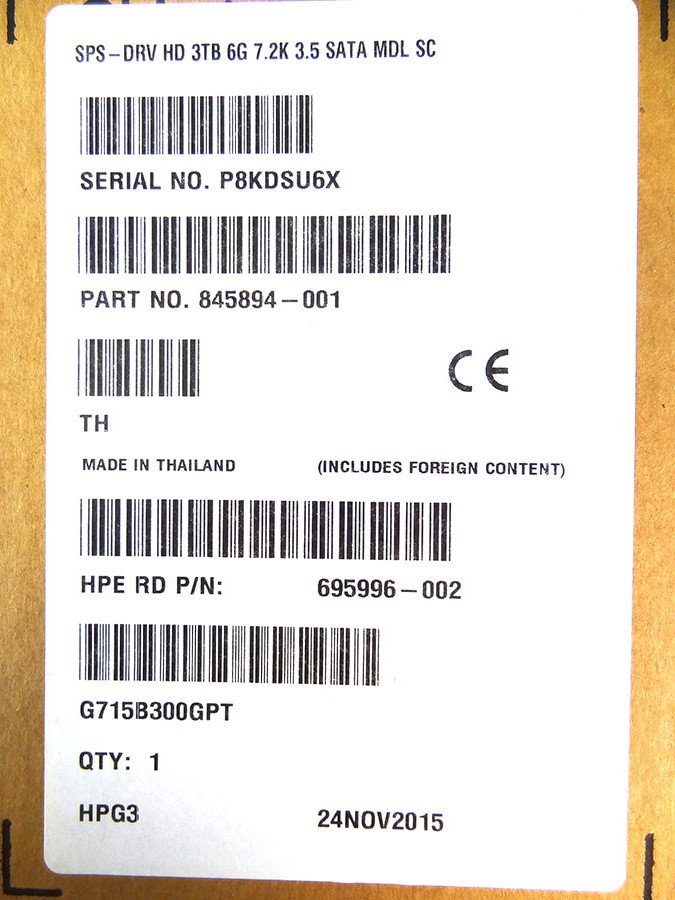 SPS-DRV HD 3TB 6G 7.2K 3.5 SATA MDL SC
SERIAL NO. P8KDSU6X
PART NO. 845894-001
CE
TH
MADE IN THAILAND (INCLUDES FOREIGN CONTENT)
HPE RD P/N: 695996-002
G715B300GPT
QTY: 1
HPG3 24NOV2015